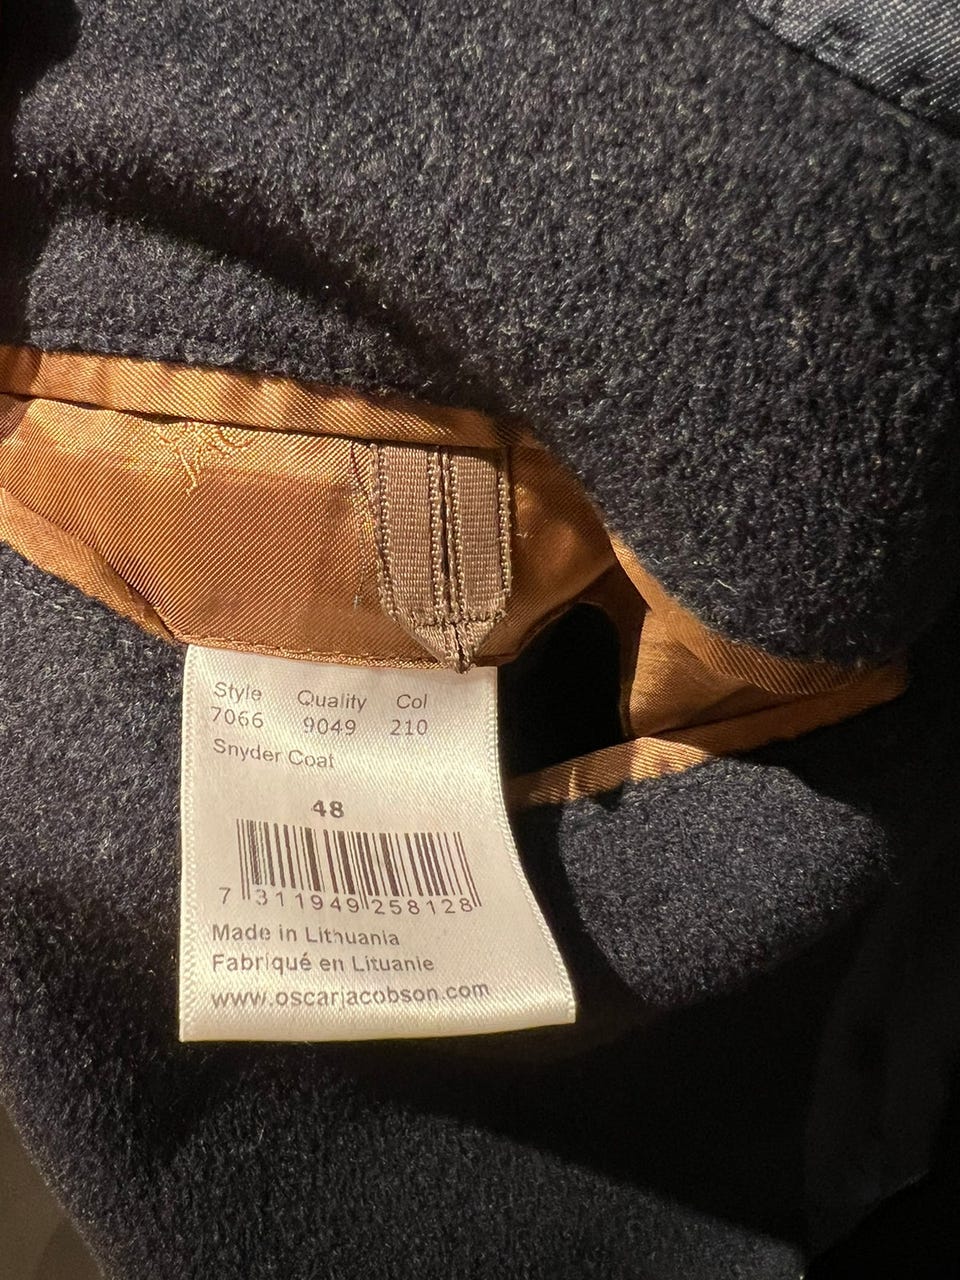 Style Quality Col
7066 9049 210
Snyder Coat
48
7 311949 258128
Made in Lithuania
Fabriqué en Lituanie
www.oscarjacobson.com